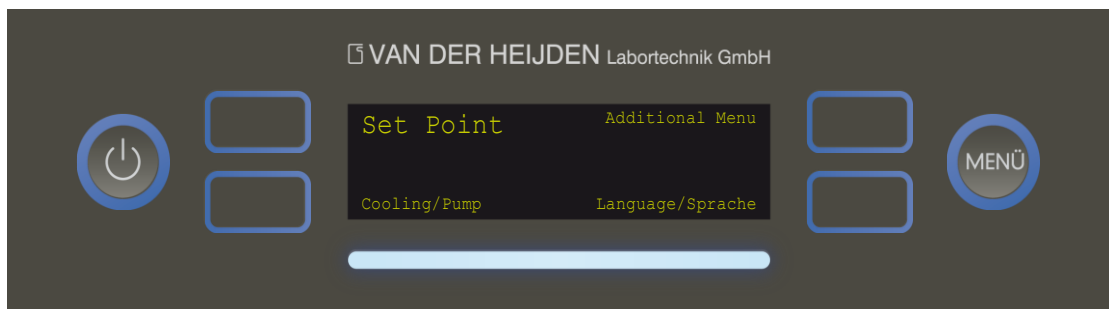 VAN DER HEIJDEN Labortechnik GmbH
Set Point
Additional Menu
MENÜ
Cooling/Pump
Language/Sprache